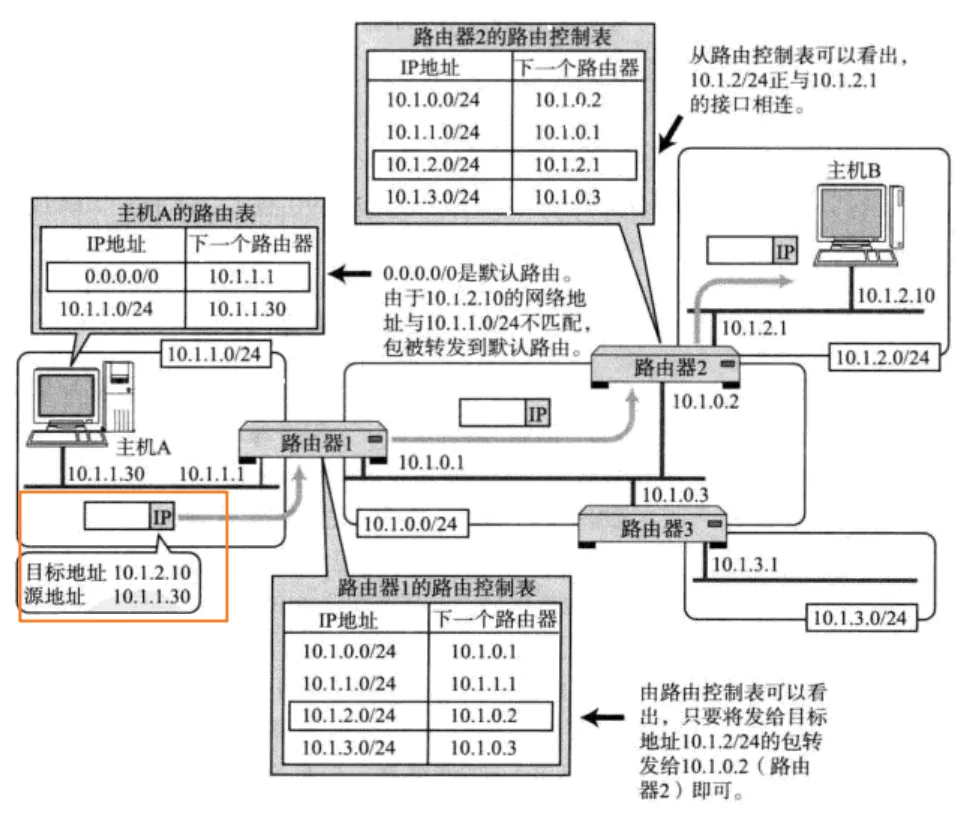 路由器2的路由控制表
IP地址 下一个路由器
10.1.0.0/24 10.1.0.2
10.1.1.0/24 10.1.0.1
10.1.2.0/24 10.1.2.1
10.1.3.0/24 10.1.0.3
从路由控制表可以看出，
10.1.2/24正与10.1.2.1
的接口相连。
主机B
IP
10.1.2.10
10.1.2.1
10.1.2.0/24
主机A的路由表
IP地址 下一个路由器
0.0.0.0/0 10.1.1.1
10.1.1.0/24 10.1.1.30
0.0.0.0/0是默认路由。
由于10.1.2.10的网络地
址与10.1.1.0/24不匹配，
包被转发到默认路由。
10.1.1.0/24
主机A
10.1.1.30 10.1.1.1
IP
目标地址 10.1.2.10
源地址 10.1.1.30
路由器1
10.1.0.1
IP
路由器2
10.1.0.2
10.1.0.0/24
10.1.0.3
路由器3
10.1.3.1
10.1.3.0/24
路由器1的路由控制表
IP地址 下一个路由器
10.1.0.0/24 10.1.0.1
10.1.1.0/24 10.1.1.1
10.1.2.0/24 10.1.0.2
10.1.3.0/24 10.1.0.3
由路由控制表可以看
出，只要将发给目标
地址10.1.2/24的包转
发给10.1.0.2（路由
器2）即可。